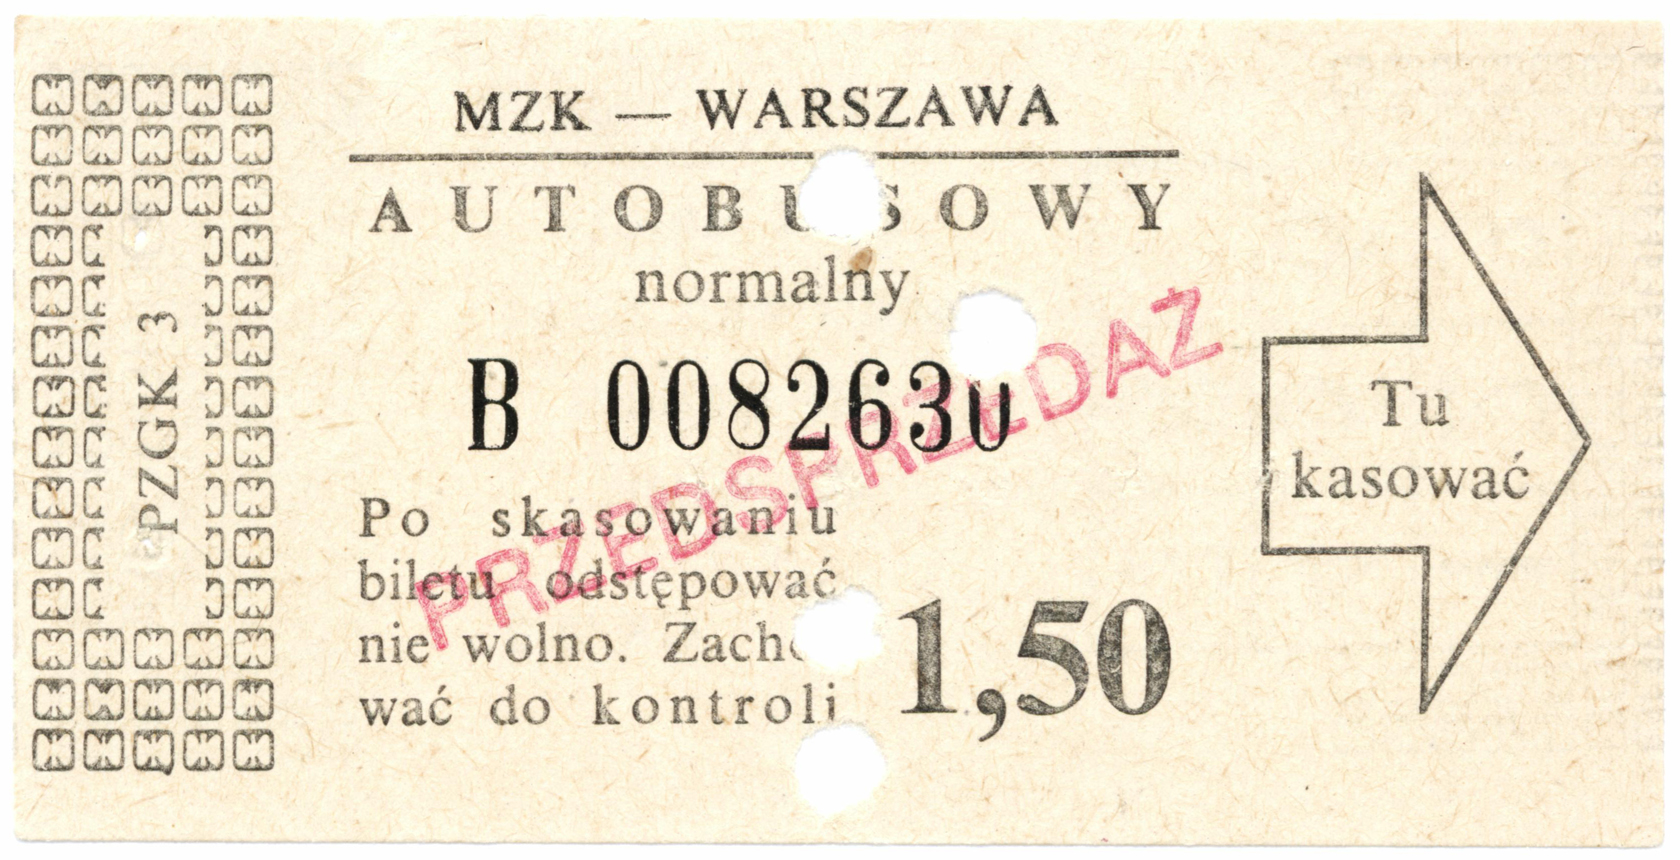 MZK — WARSZAWA
AUTOBUSOWY
normalny
B 0082630
PRZEDSPRZEDAŻ
Po skasowaniu
biletu odstępować
nie wolno. Zacho-
wać do kontroli
1,50
Tu
kasować
PZGK 3